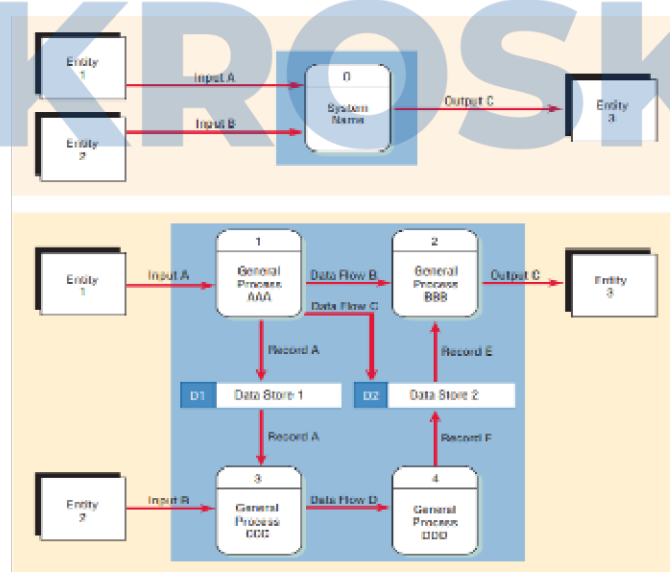 KROSK
Entity
1
Input A
0
System
Name
Output C
Entity
3
Input B
Entity
2
1
General
Process
AAA
2
General
Process
BBB
Entity
1
Input A
Data Flow B
Output C
Entity
3
Data Flow C
Record A
Record E
D1
Data Store 1
D2
Data Store 2
Record A
Record F
3
General
Process
CCC
4
General
Process
DDD
Entity
2
Input B
Data Flow D